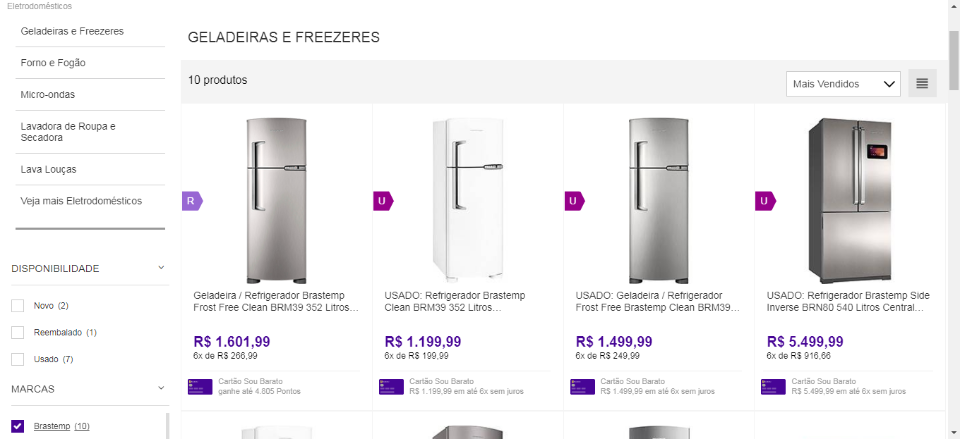 Eletrodomésticos
Geladeiras e Freezeres
Forno e Fogão
Micro-ondas
Lavadora de Roupa e
Secadora
Lava Louças
Veja mais Eletrodomésticos
DISPONIBILIDADE
Novo (2)
Reembalado (1)
Usado (7)
MARCAS
Brastemp (10)
GELADEIRAS E FREEZERES
10 produtos
Mais Vendidos
R
Geladeira / Refrigerador Brastemp
Frost Free Clean BRM39 352 Litros...
R$ 1.601,99
6x de R$ 266,99
Cartão Sou Barato
ganhe até 4.805 Pontos
U
USADO: Refrigerador Brastemp
Clean BRM39 352 Litros...
R$ 1.199,99
6x de R$ 199,99
Cartão Sou Barato
R$ 1.199,99 em até 6x sem juros
U
USADO: Geladeira / Refrigerador
Frost Free Brastemp Clean BRM39...
R$ 1.499,99
6x de R$ 249,99
Cartão Sou Barato
R$ 1.499,99 em até 6x sem juros
U
USADO: Refrigerador Brastemp Side
Inverse BRN80 540 Litros Central...
R$ 5.499,99
6x de R$ 916,66
Cartão Sou Barato
R$ 5.499,99 em até 6x sem juros